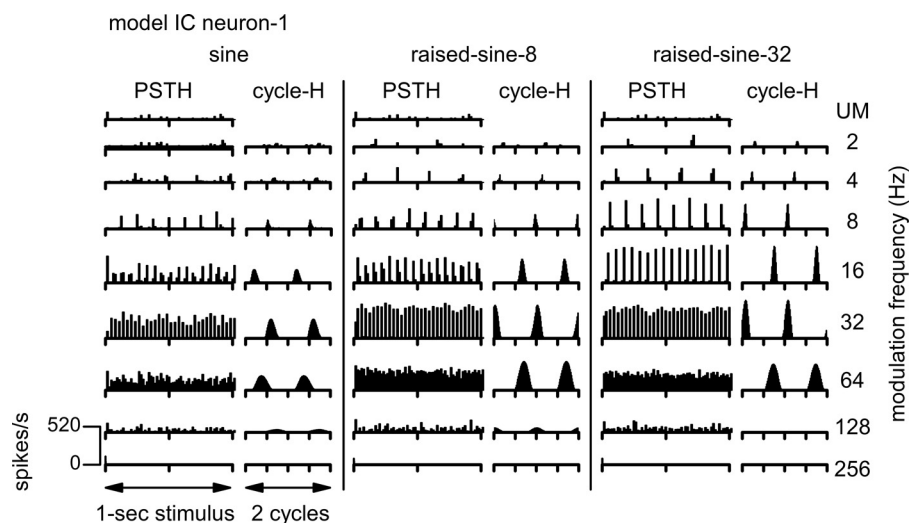 model IC neuron-1
sine raised-sine-8 raised-sine-32
PSTH cycle-H PSTH cycle-H PSTH cycle-H
UM
2
4
8
16
32
64
128
256
modulation frequency (Hz)
spikes/s
520
0
1-sec stimulus 2 cycles